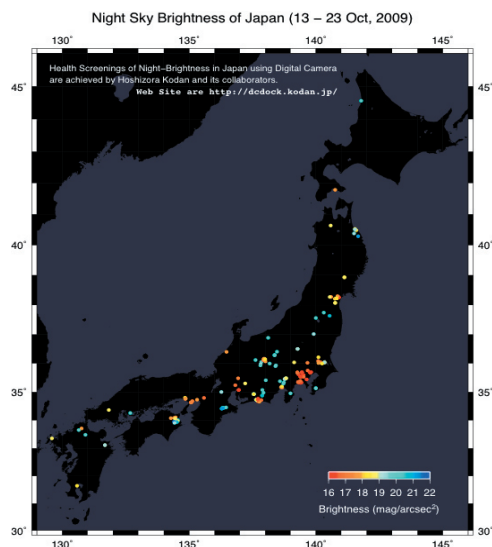 Night Sky Brightness of Japan (13 – 23 Oct, 2009)
130˚ 135˚ 140˚ 145˚
Health Screenings of Night–Brightness in Japan using Digital Camera
are achieved by Hoshizora Kodan and its collaborators.
Web Site are http://dcdock.kodan.jp/
45˚ 45˚
40˚ 40˚
35˚ 35˚
16 17 18 19 20 21 22
Brightness (mag/arcsec²)
30˚ 30˚
130˚ 135˚ 140˚ 145˚